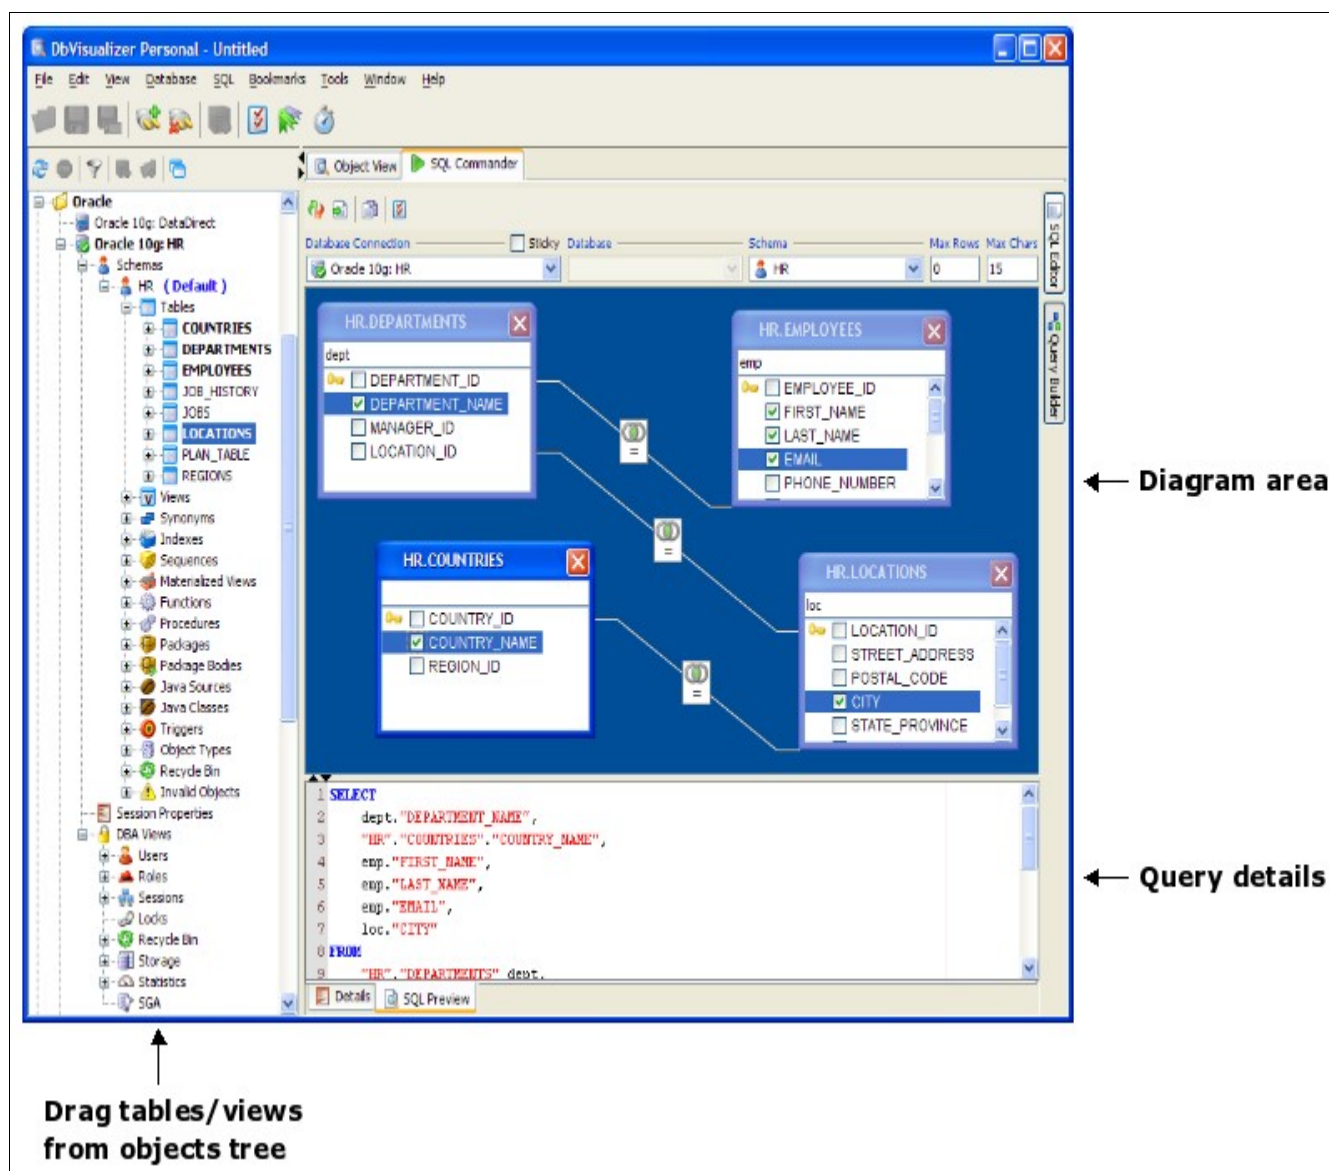 DbVisualizer Personal - Untitled
File Edit View Database SQL Bookmarks Tools Window Help
Object View SQL Commander
Oracle
Oracle 10g: DataDirect
Oracle 10g: HR
Schemas
HR (Default)
Tables
COUNTRIES
DEPARTMENTS
EMPLOYEES
JOB_HISTORY
JOBS
LOCATIONS
PLAN_TABLE
REGIONS
Views
Synonyms
Indexes
Sequences
Materialized Views
Functions
Procedures
Packages
Package Bodies
Java Sources
Java Classes
Triggers
Object Types
Recycle Bin
Invalid Objects
Session Properties
DBA Views
Users
Roles
Sessions
Locks
Recycle Bin
Storage
Statistics
SGA
Database Connection Sticky Database Schema Max Rows Max Chars
Oracle 10g: HR HR 0 15
SQL Editor
Query Builder
HR.DEPARTMENTS
dept
DEPARTMENT_ID
DEPARTMENT_NAME
MANAGER_ID
LOCATION_ID
=
HR.EMPLOYEES
emp
EMPLOYEE_ID
FIRST_NAME
LAST_NAME
EMAIL
PHONE_NUMBER
=
HR.COUNTRIES
COUNTRY_ID
COUNTRY_NAME
REGION_ID
=
HR.LOCATIONS
loc
LOCATION_ID
STREET_ADDRESS
POSTAL_CODE
CITY
STATE_PROVINCE
1 SELECT
2 dept."DEPARTMENT_NAME",
3 "HR"."COUNTRIES"."COUNTRY_NAME",
4 emp."FIRST_NAME",
5 emp."LAST_NAME",
6 emp."EMAIL",
7 loc."CITY"
8 FROM
9 "HR"."DEPARTMENTS" dept,
Details SQL Preview
Diagram area
Query details
Drag tables/views
from objects tree